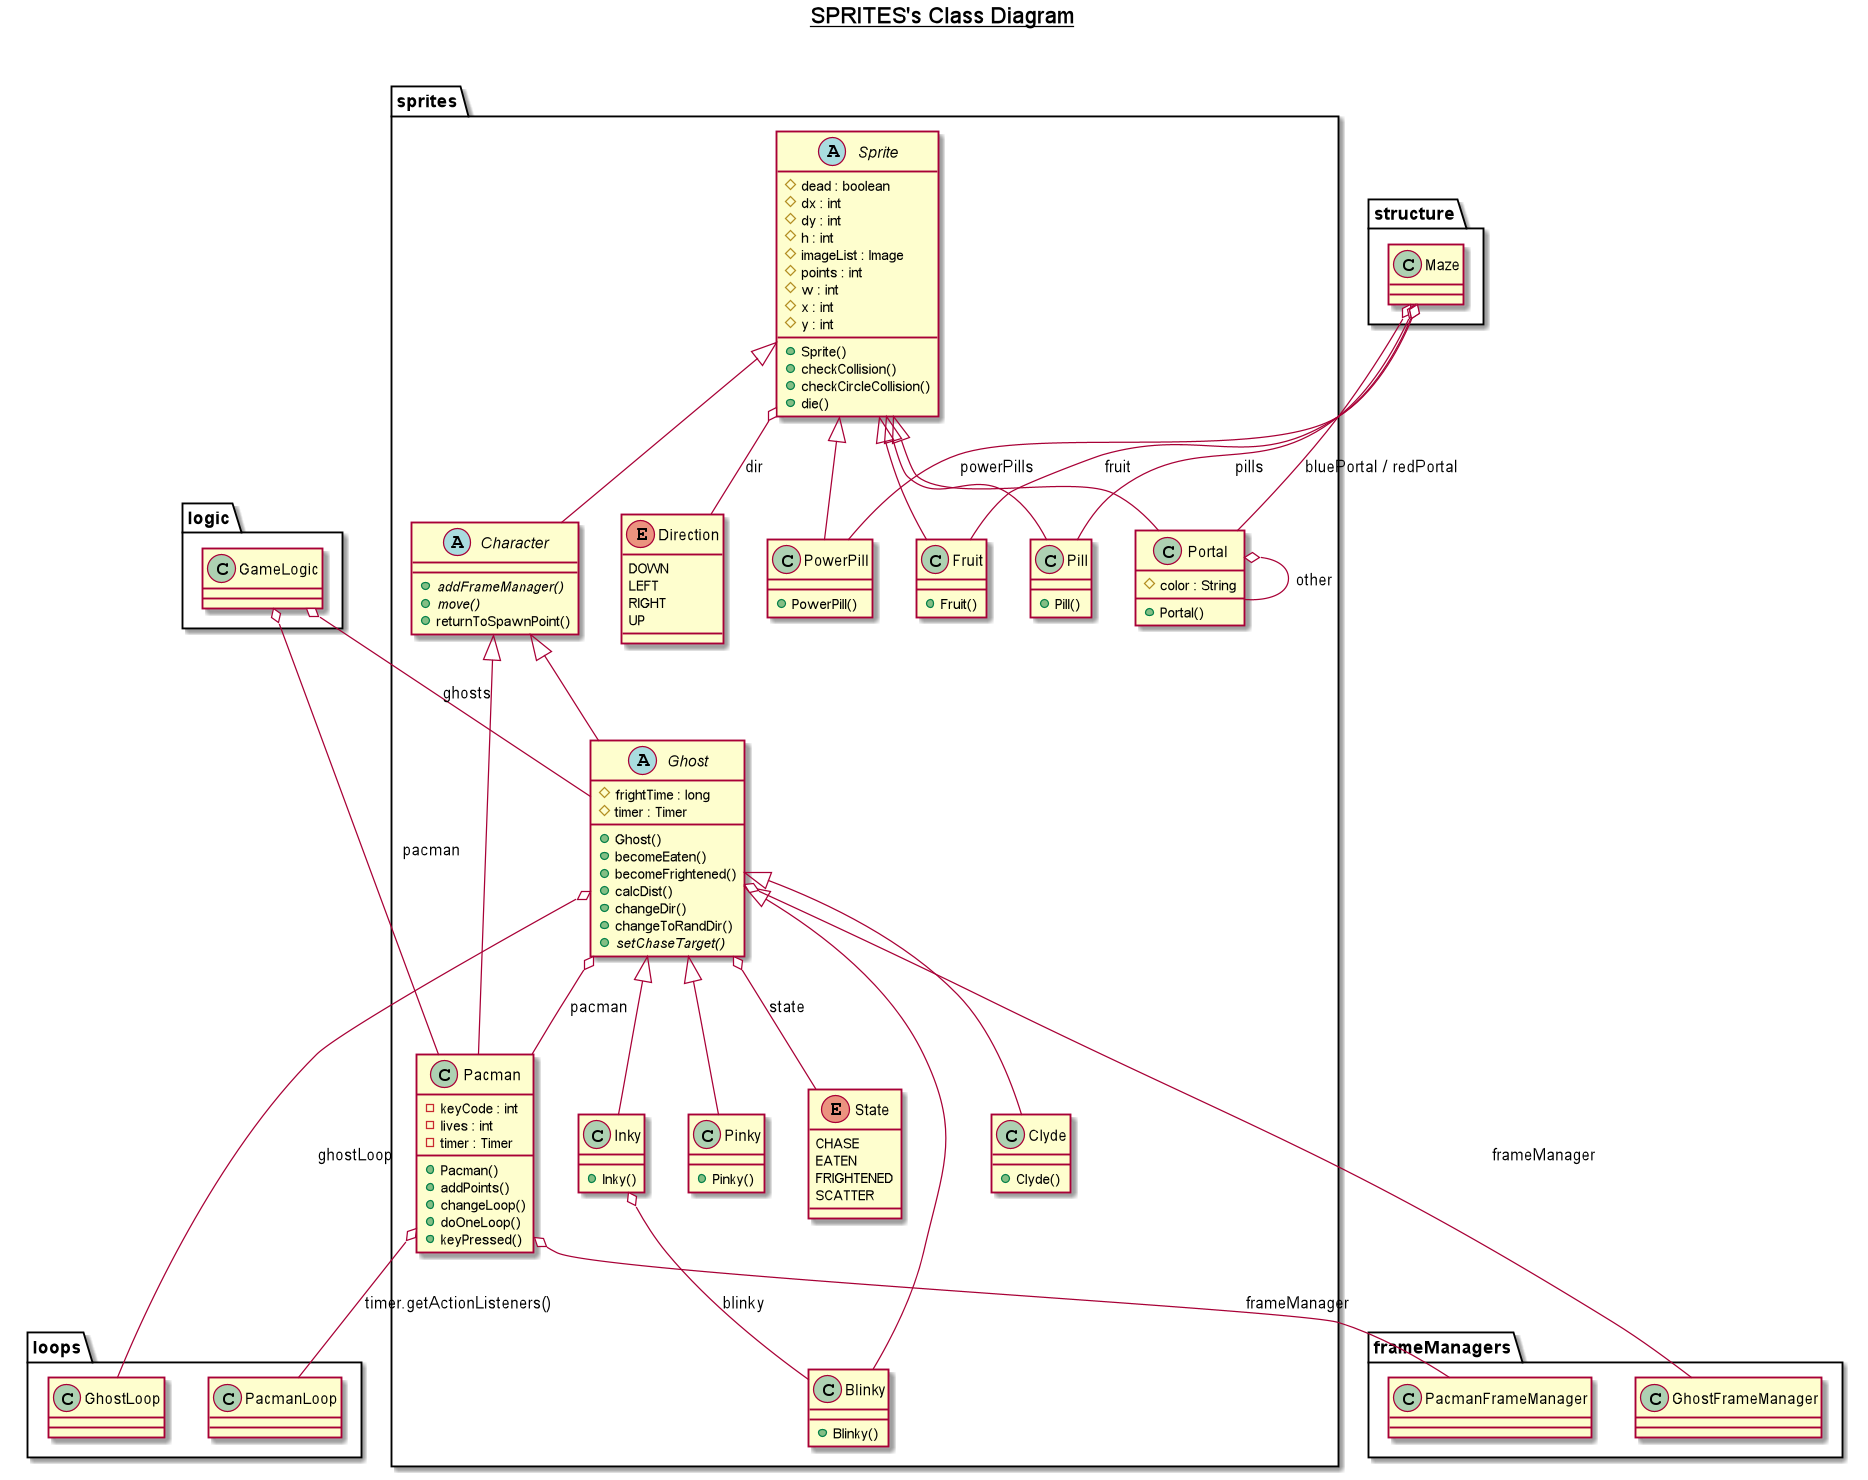 SPRITES's Class Diagram
sprites
A Sprite
dead : boolean
dx : int
dy : int
h : int
imageList : Image
points : int
w : int
x : int
y : int
Sprite()
checkCollision()
checkCircleCollision()
die()
structure
C Maze
dir
powerPills
fruit
pills
bluePortal / redPortal
logic
C GameLogic
A Character
addFrameManager()
move()
returnToSpawnPoint()
E Direction
DOWN
LEFT
RIGHT
UP
C PowerPill
PowerPill()
C Fruit
Fruit()
C Pill
Pill()
C Portal
color : String
Portal()
other
ghosts
A Ghost
frightTime : long
timer : Timer
Ghost()
becomeEaten()
becomeFrightened()
calcDist()
changeDir()
changeToRandDir()
setChaseTarget()
pacman
pacman
state
C Pacman
keyCode : int
lives : int
timer : Timer
Pacman()
addPoints()
changeLoop()
doOneLoop()
keyPressed()
C Inky
Inky()
C Pinky
Pinky()
E State
CHASE
EATEN
FRIGHTENED
SCATTER
C Clyde
Clyde()
ghostLoop
frameManager
timer.getActionListeners()
blinky
frameManager
loops
C GhostLoop
C PacmanLoop
C Blinky
Blinky()
frameManagers
C PacmanFrameManager
C GhostFrameManager